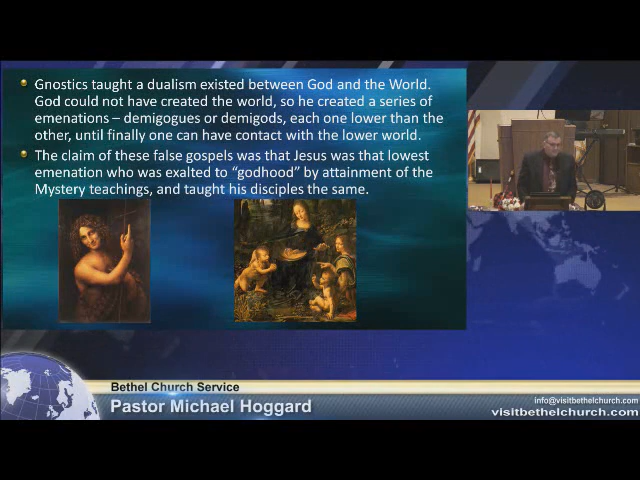 Gnostics taught a dualism existed between God and the World.
God could not have created the world, so he created a series of
emenations – demigogues or demigods, each one lower than the
other, until finally one can have contact with the lower world.
The claim of these false gospels was that Jesus was that lowest
emenation who was exalted to “godhood” by attainment of the
Mystery teachings, and taught his disciples the same.
Bethel Church Service
Pastor Michael Hoggard
info@visitbethelchurch.com
visitbethelchurch.com